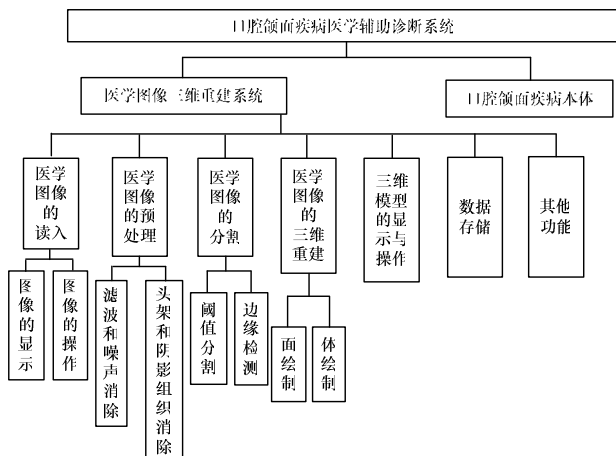 口腔颌面疾病医学辅助诊断系统
医学图像三维重建系统
口腔颌面疾病本体
医学
图像
的
读入
医学
图像
的预
处理
医学
图像
的
分割
医学
图像
的
三维
重建
三维
模型
的显
示与
操作
数据
存储
其他
功能
图像的显示
图像的操作
滤波和噪声消除
头架和阴影组织消除
阈值分割
边缘检测
面绘制
体绘制